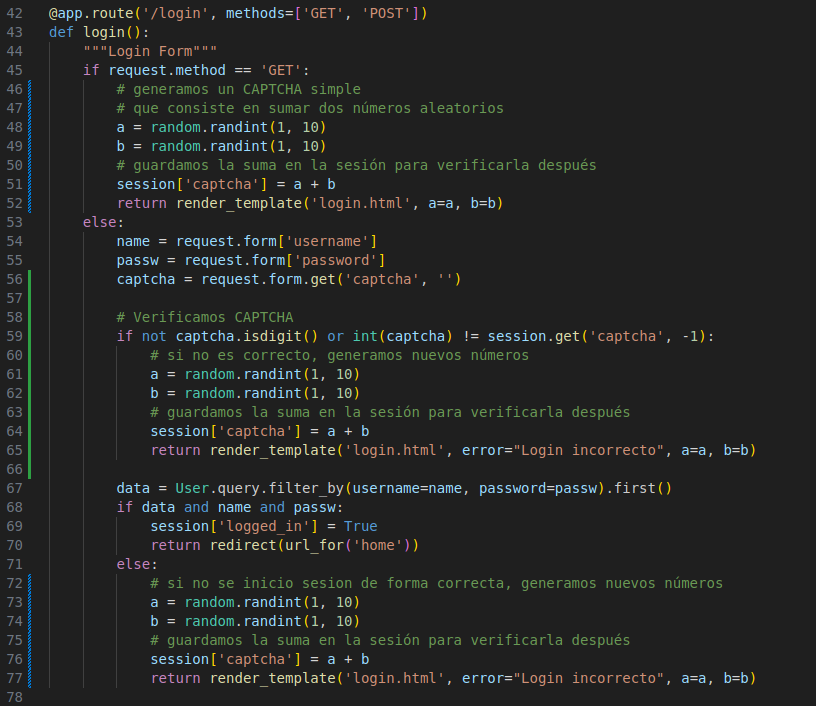 42 @app.route('/login', methods=['GET', 'POST'])
43 def login():
44     """Login Form"""
45     if request.method == 'GET':
46         # generamos un CAPTCHA simple
47         # que consiste en sumar dos números aleatorios
48         a = random.randint(1, 10)
49         b = random.randint(1, 10)
50         # guardamos la suma en la sesión para verificarla después
51         session['captcha'] = a + b
52         return render_template('login.html', a=a, b=b)
53     else:
54         name = request.form['username']
55         passw = request.form['password']
56         captcha = request.form.get('captcha', '')
57
58         # Verificamos CAPTCHA
59         if not captcha.isdigit() or int(captcha) != session.get('captcha', -1):
60             # si no es correcto, generamos nuevos números
61             a = random.randint(1, 10)
62             b = random.randint(1, 10)
63             # guardamos la suma en la sesión para verificarla después
64             session['captcha'] = a + b
65             return render_template('login.html', error="Login incorrecto", a=a, b=b)
66
67         data = User.query.filter_by(username=name, password=passw).first()
68         if data and name and passw:
69             session['logged_in'] = True
70             return redirect(url_for('home'))
71         else:
72             # si no se inicio sesion de forma correcta, generamos nuevos números
73             a = random.randint(1, 10)
74             b = random.randint(1, 10)
75             # guardamos la suma en la sesión para verificarla después
76             session['captcha'] = a + b
77             return render_template('login.html', error="Login incorrecto", a=a, b=b)
78